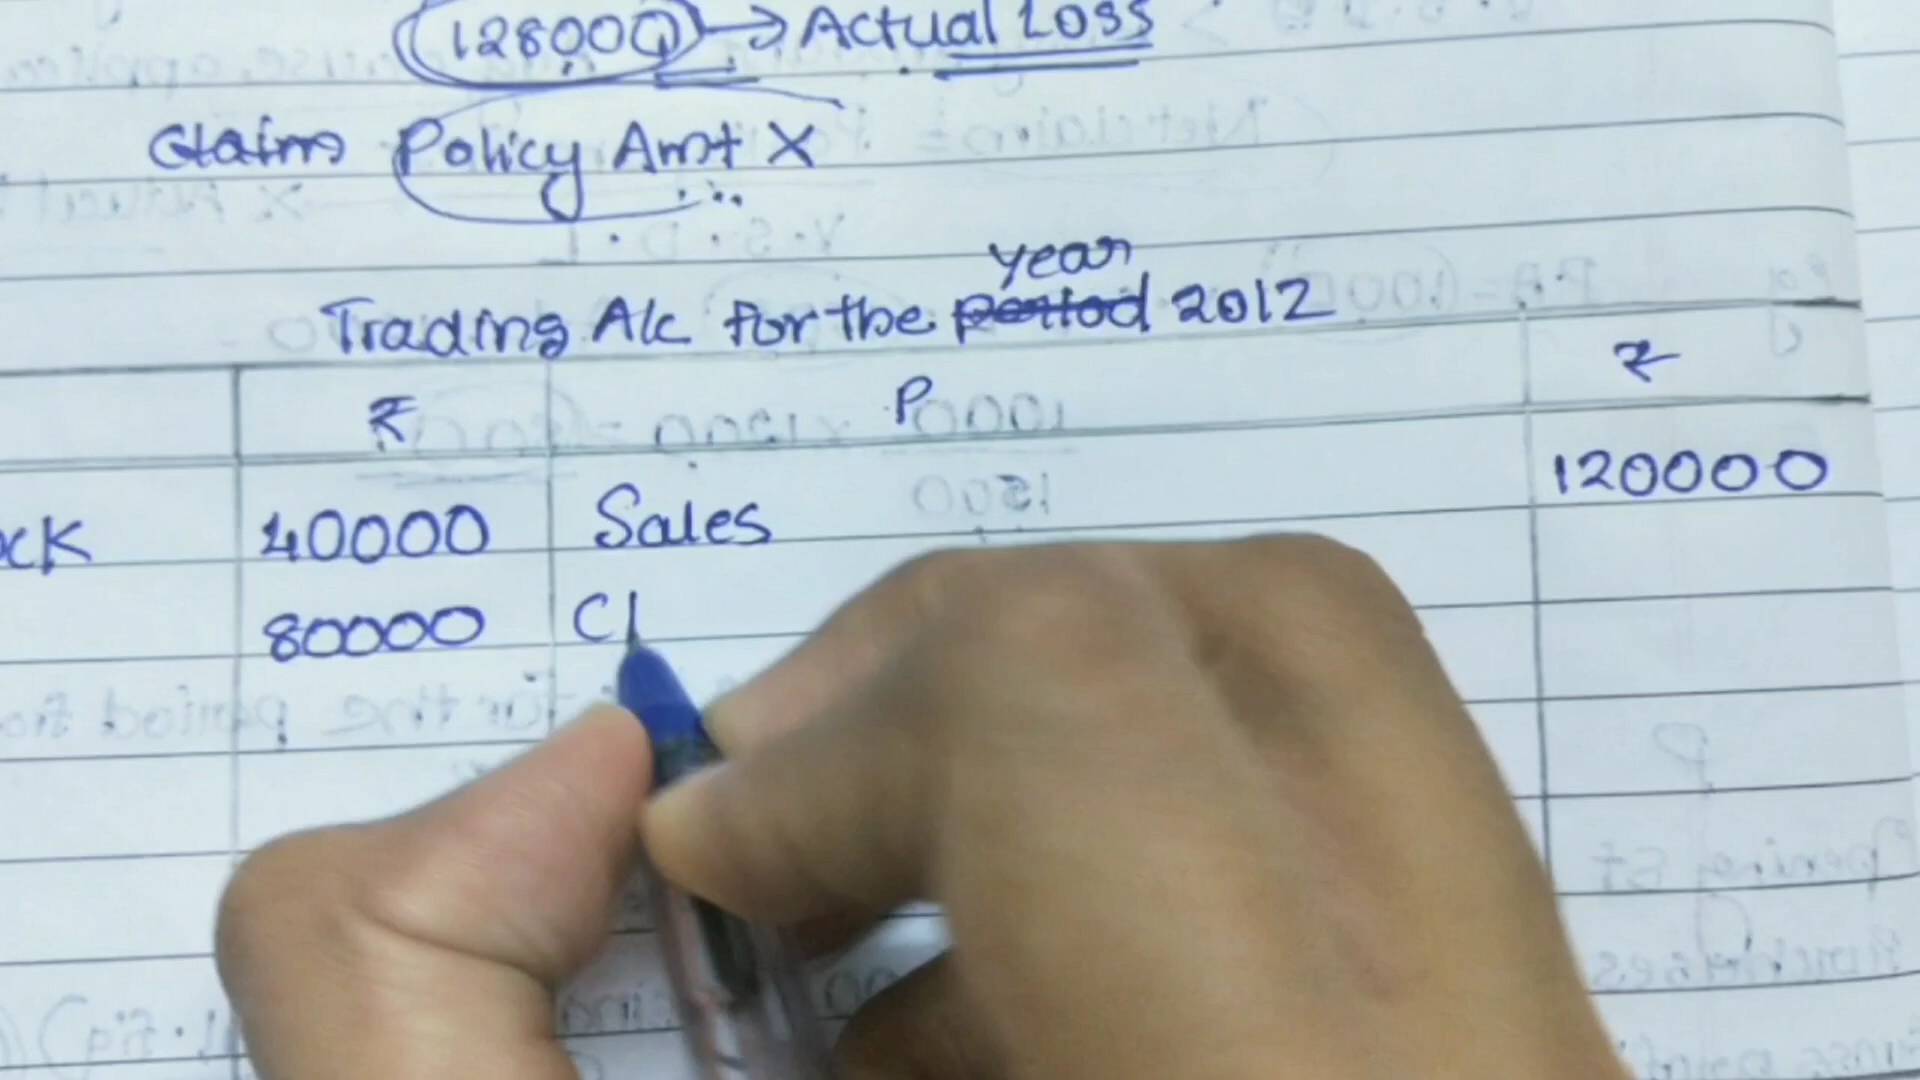 128000 → Actual Loss
Claim Policy Amt X
year
Trading A/c for the period 2012
₹ P ₹
ck 40000 Sales 120000
80000 Cl